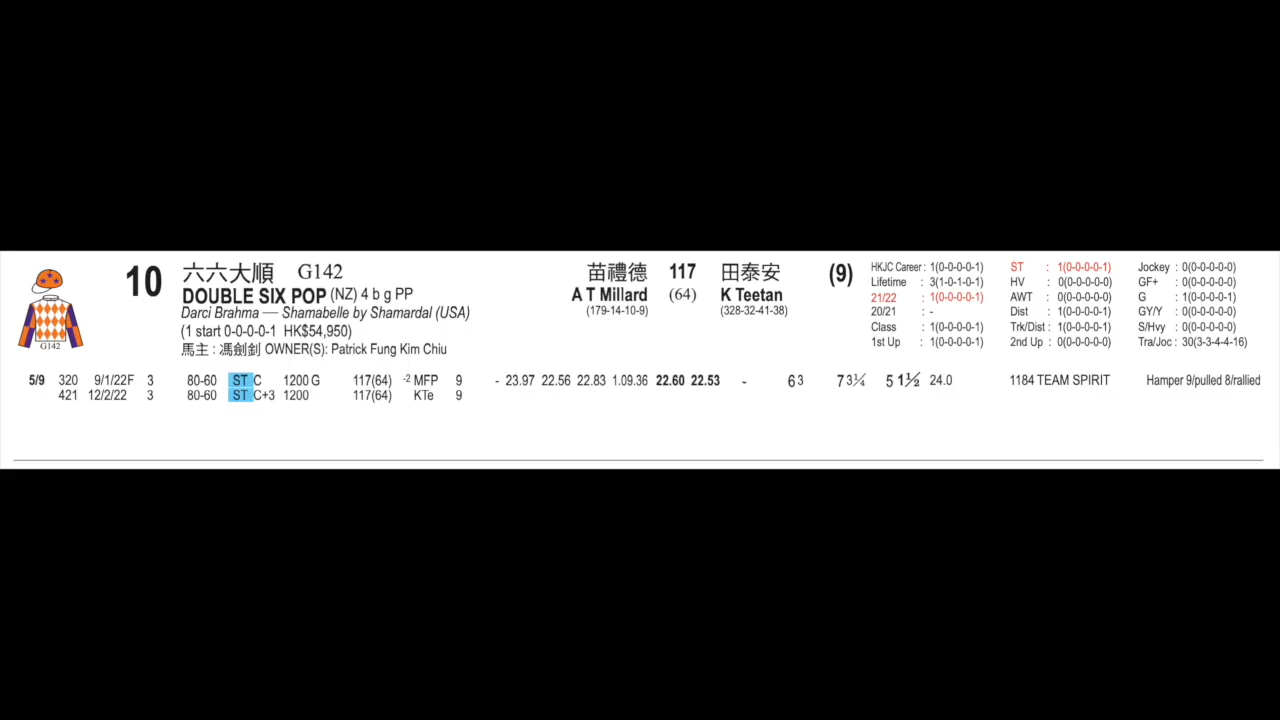 10 六六大順 G142 苗禮德 117 田泰安 (9)
DOUBLE SIX POP (NZ) 4 b g PP A T Millard (64) K Teetan
Darci Brahma — Shamabelle by Shamardal (USA) (179-14-10-9) (328-32-41-38)
(1 start 0-0-0-0-1 HK$54,950)
馬主 : 馮劍釗 OWNER(S): Patrick Fung Kim Chiu
G142
HKJC Career : 1(0-0-0-0-1) ST : 1(0-0-0-0-1) Jockey : 0(0-0-0-0-0)
Lifetime : 3(1-0-1-0-1) HV : 0(0-0-0-0-0) GF+ : 0(0-0-0-0-0)
21/22 : 1(0-0-0-0-1) AWT : 0(0-0-0-0-0) G : 1(0-0-0-0-1)
20/21 : - Dist : 1(0-0-0-0-1) GY/Y : 0(0-0-0-0-0)
Class : 1(0-0-0-0-1) Trk/Dist : 1(0-0-0-0-1) S/Hvy : 0(0-0-0-0-0)
1st Up : 1(0-0-0-0-1) 2nd Up : 0(0-0-0-0-0) Tra/Joc : 30(3-3-4-4-16)
5/9 320 9/1/22F 3 80-60 ST C 1200 G 117(64) -2 MFP 9 - 23.97 22.56 22.83 1.09.36 22.60 22.53 - 6 3 7 3¼ 5 1½ 24.0 1184 TEAM SPIRIT Hamper 9/pulled 8/rallied
421 12/2/22 3 80-60 ST C+3 1200 117(64) KTe 9